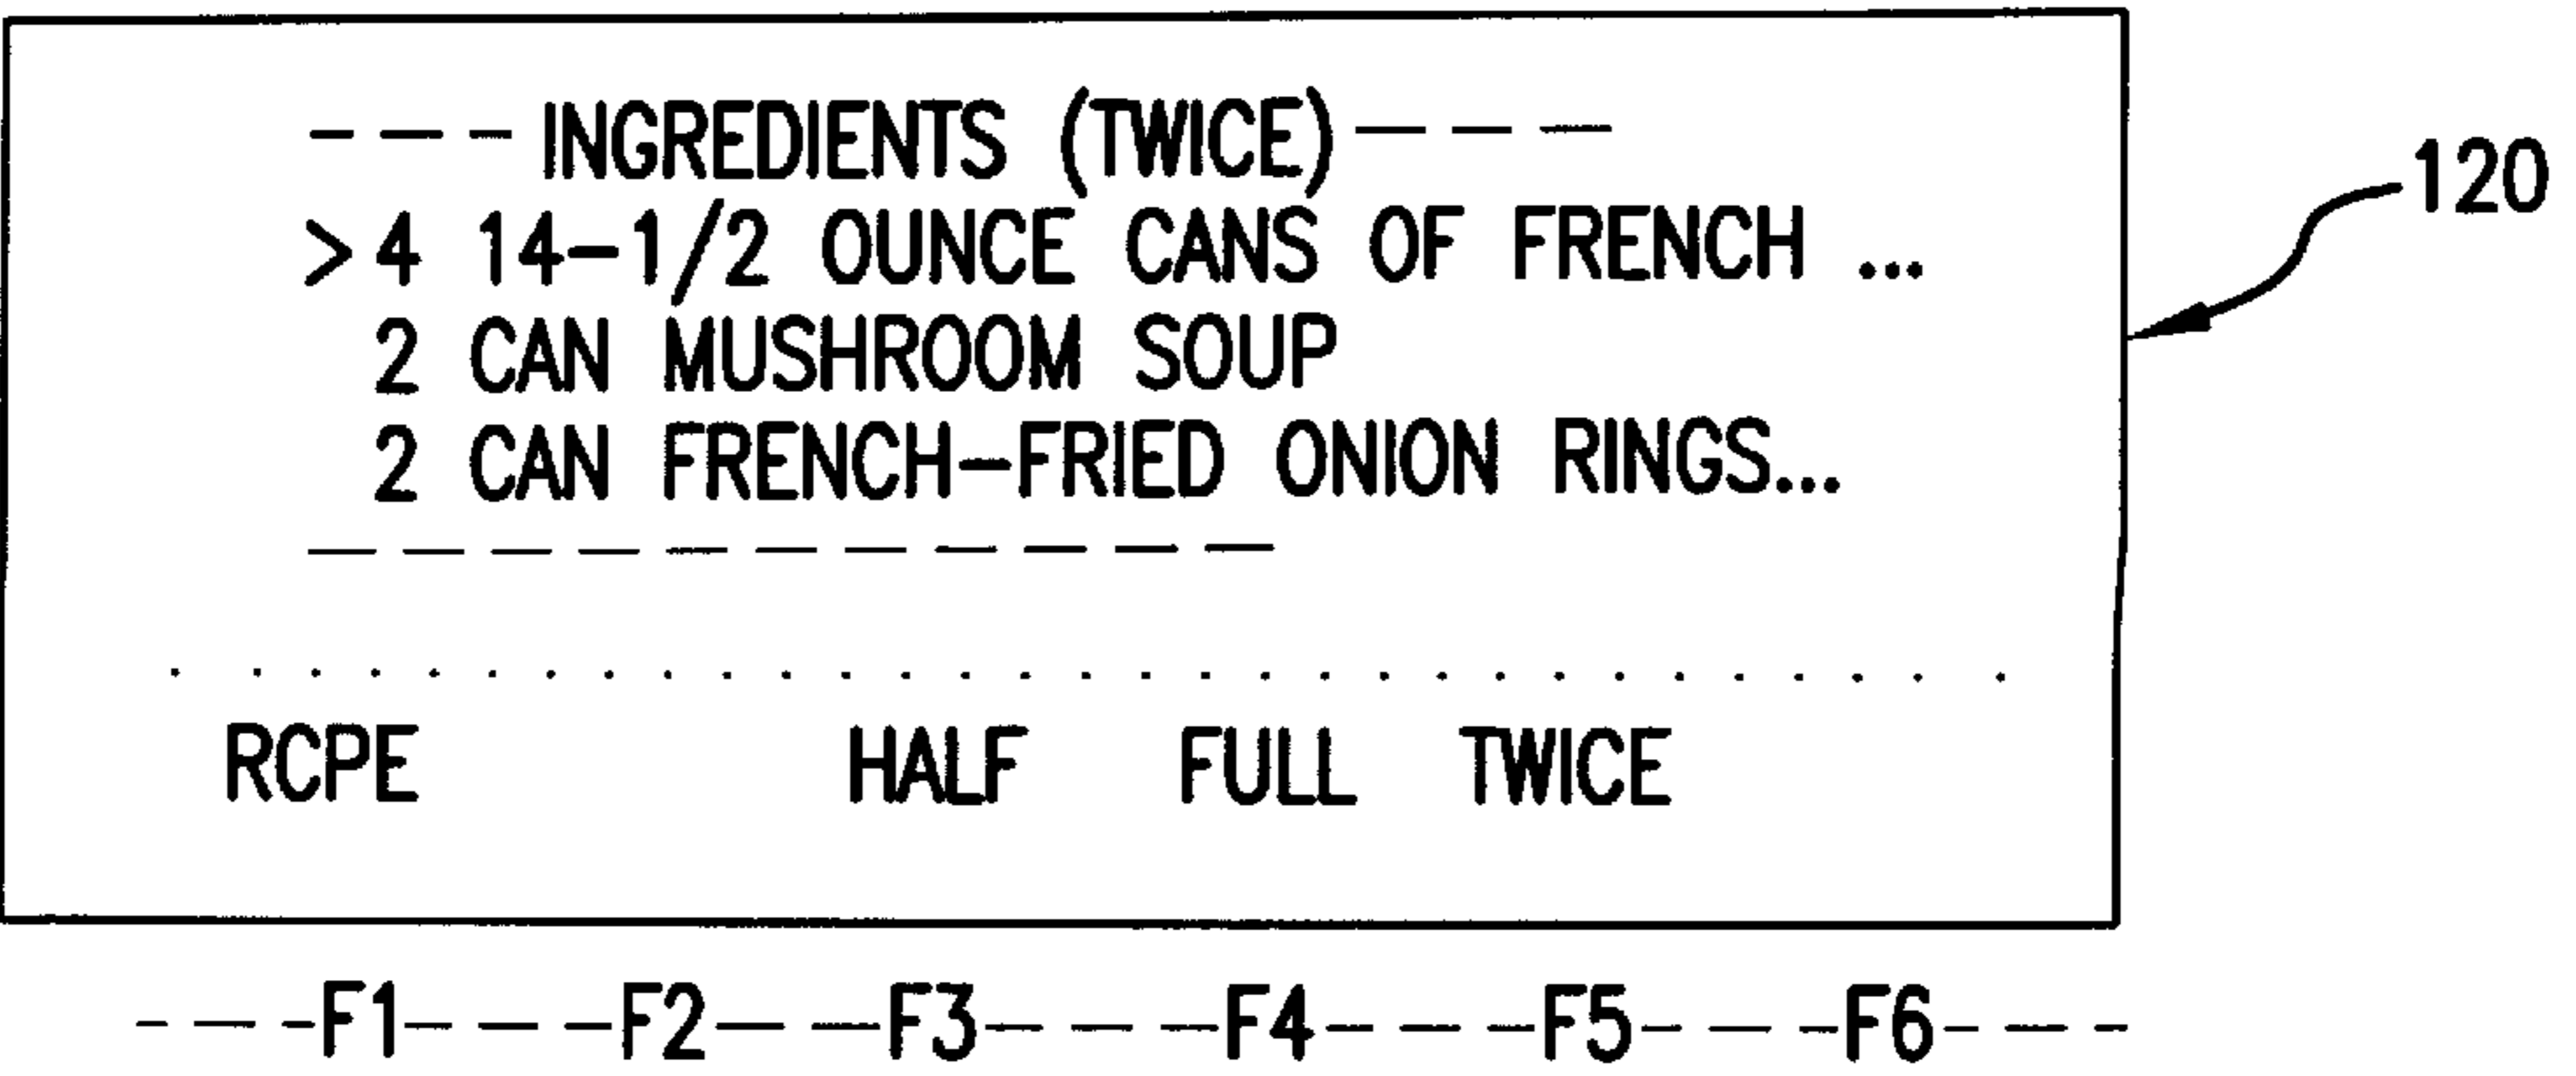 ---INGREDIENTS (TWICE)---
>4 14-1/2 OUNCE CANS OF FRENCH ...
2 CAN MUSHROOM SOUP
2 CAN FRENCH-FRIED ONION RINGS...
RCPE HALF FULL TWICE
---F1---F2---F3---F4---F5---F6---
120